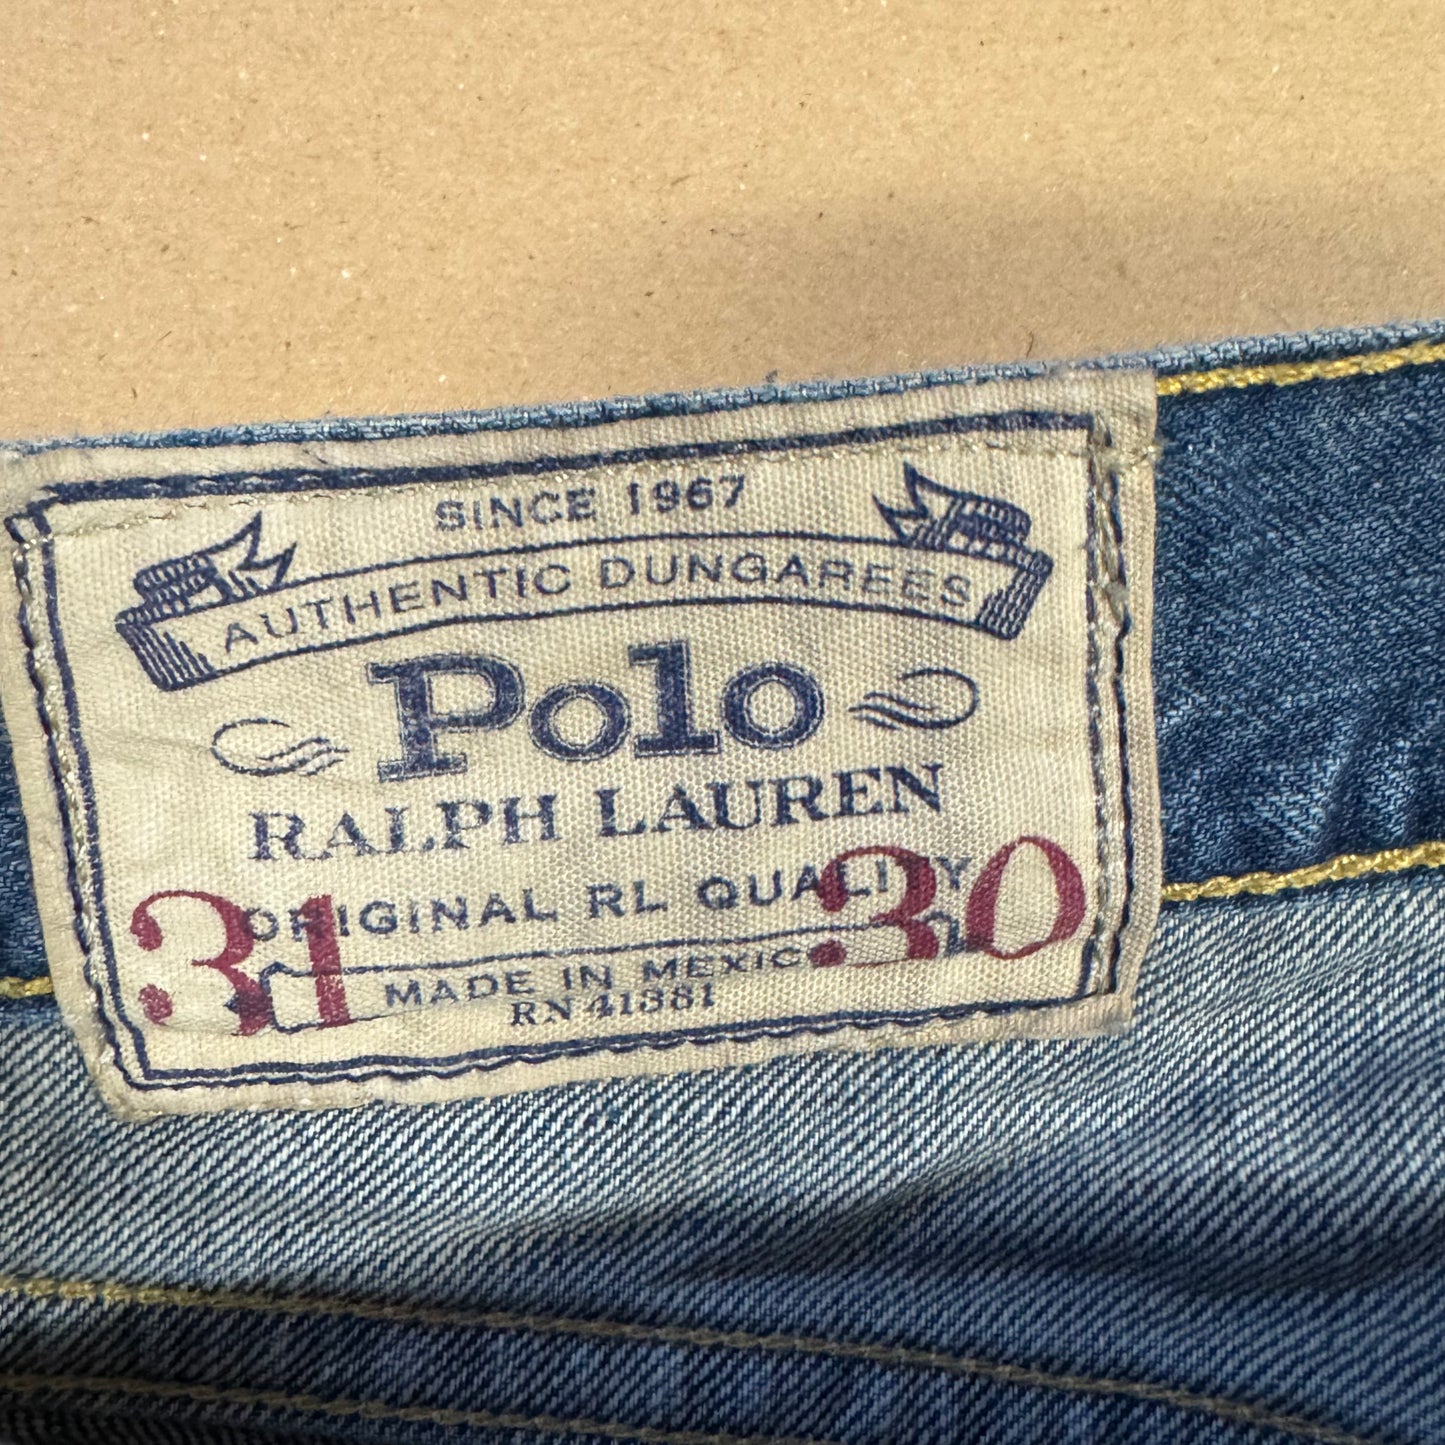 SINCE 1967
AUTHENTIC DUNGAREES
Polo
RALPH LAUREN
ORIGINAL RL QUALITY
31 30
MADE IN MEXICO
RN 41381